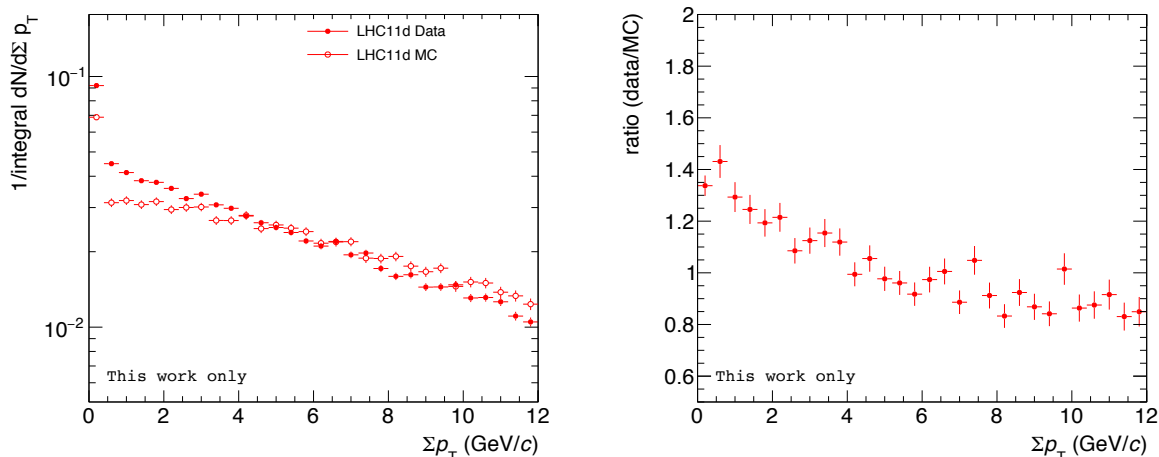 1/integral dN/dΣ p_T
LHC11d Data
LHC11d MC
10⁻¹
10⁻²
This work only
0 2 4 6 8 10 12
Σp_T (GeV/c)
ratio (data/MC)
2
1.8
1.6
1.4
1.2
1
0.8
0.6
This work only
0 2 4 6 8 10 12
Σp_T (GeV/c)